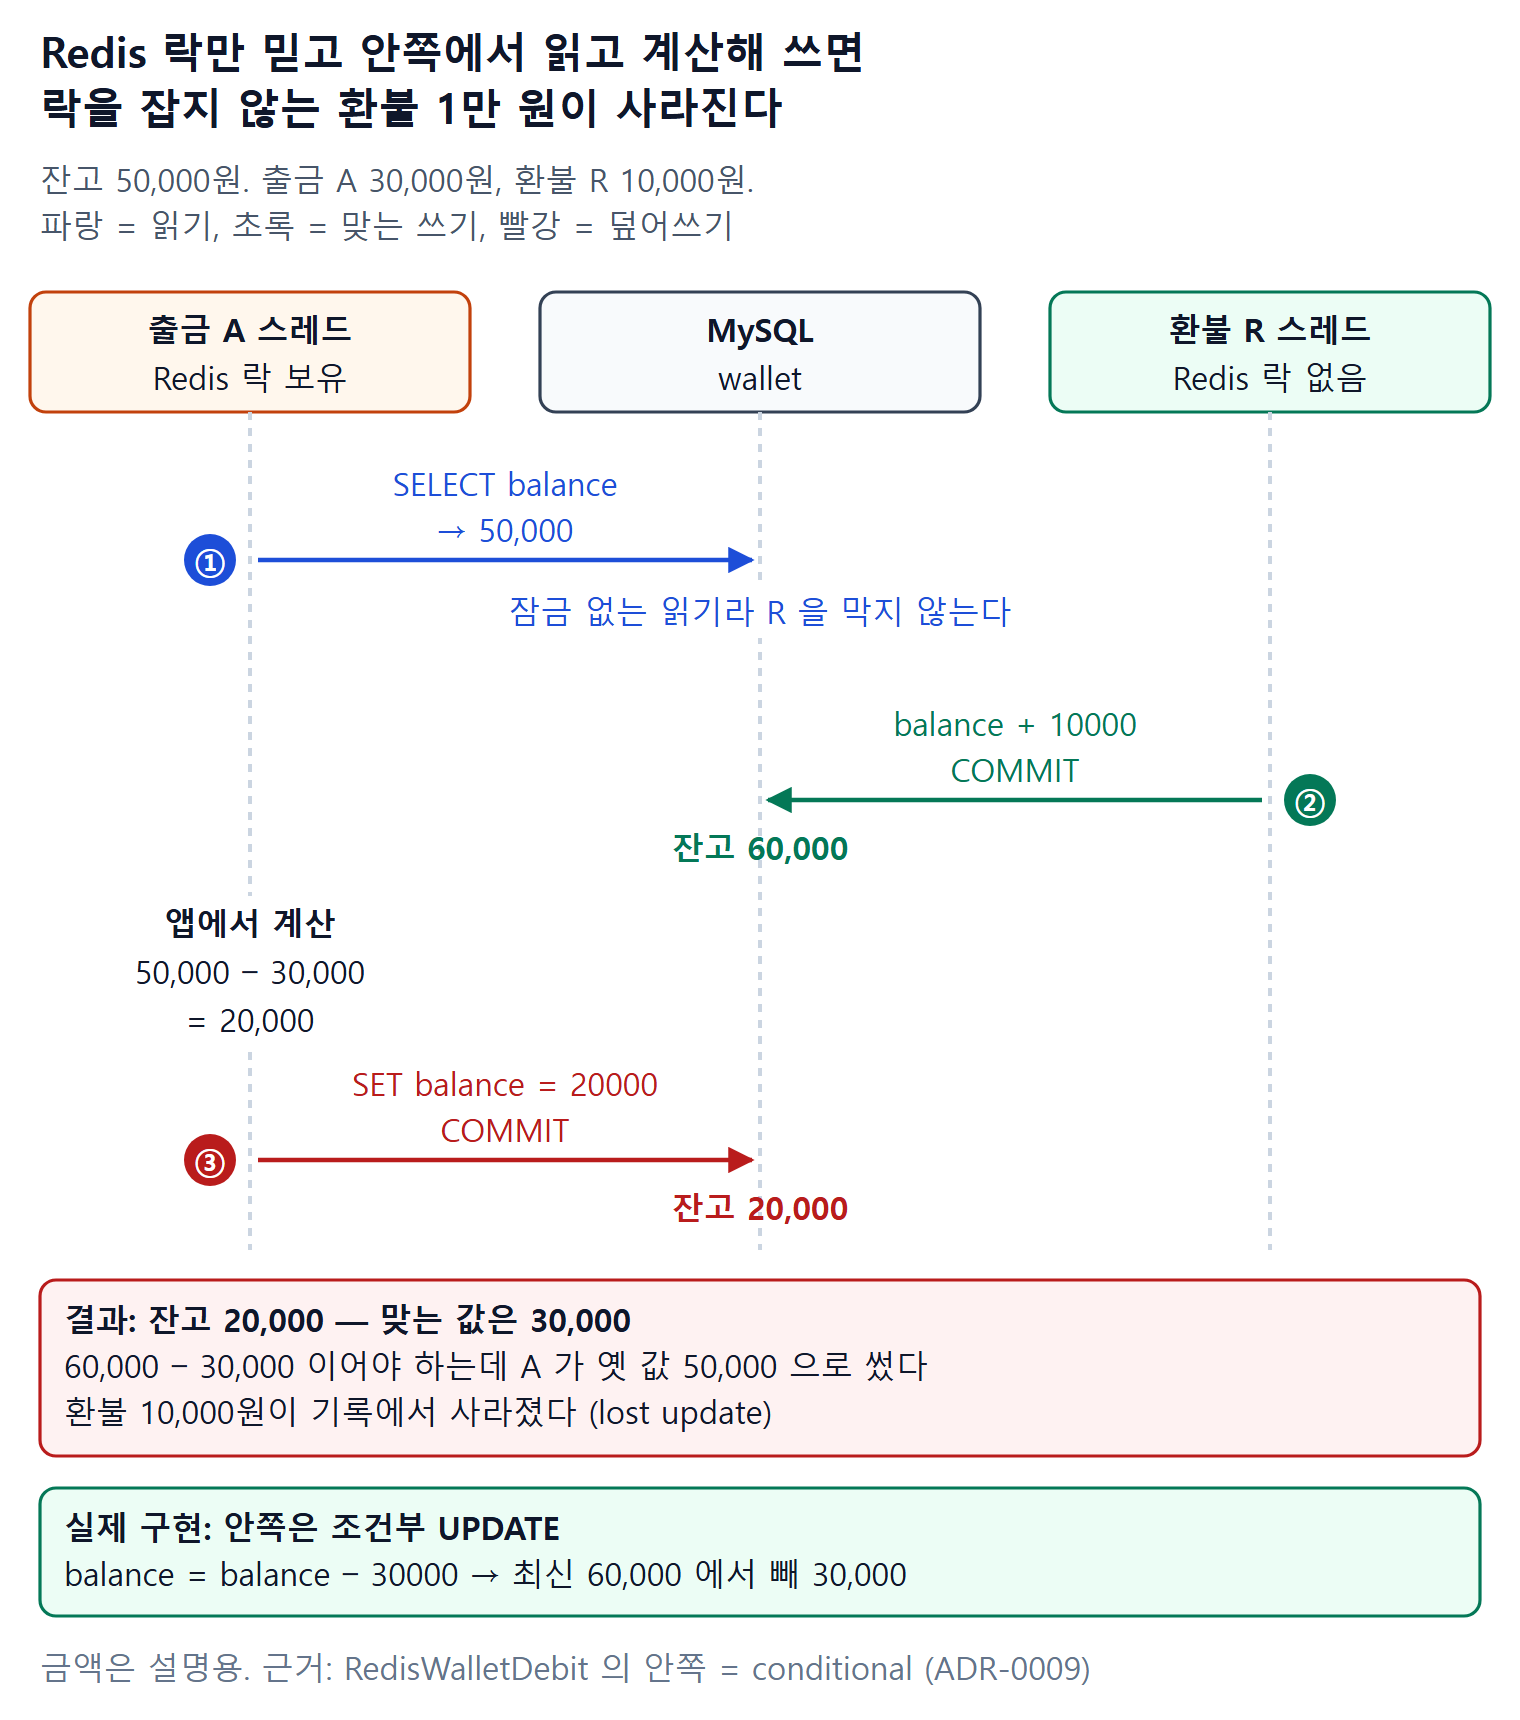 Redis 락만 믿고 안쪽에서 읽고 계산해 쓰면
락을 잡지 않는 환불 1만 원이 사라진다
잔고 50,000원. 출금 A 30,000원, 환불 R 10,000원.
파랑 = 읽기, 초록 = 맞는 쓰기, 빨강 = 덮어쓰기
출금 A 스레드
Redis 락 보유
MySQL
wallet
환불 R 스레드
Redis 락 없음
SELECT balance
→ 50,000
①
잠금 없는 읽기라 R 을 막지 않는다
balance + 10000
COMMIT
②
잔고 60,000
앱에서 계산
50,000 − 30,000
= 20,000
SET balance = 20000
COMMIT
③
잔고 20,000
결과: 잔고 20,000 — 맞는 값은 30,000
60,000 − 30,000 이어야 하는데 A 가 옛 값 50,000 으로 썼다
환불 10,000원이 기록에서 사라졌다 (lost update)
실제 구현: 안쪽은 조건부 UPDATE
balance = balance − 30000 → 최신 60,000 에서 빼 30,000
금액은 설명용. 근거: RedisWalletDebit 의 안쪽 = conditional (ADR-0009)